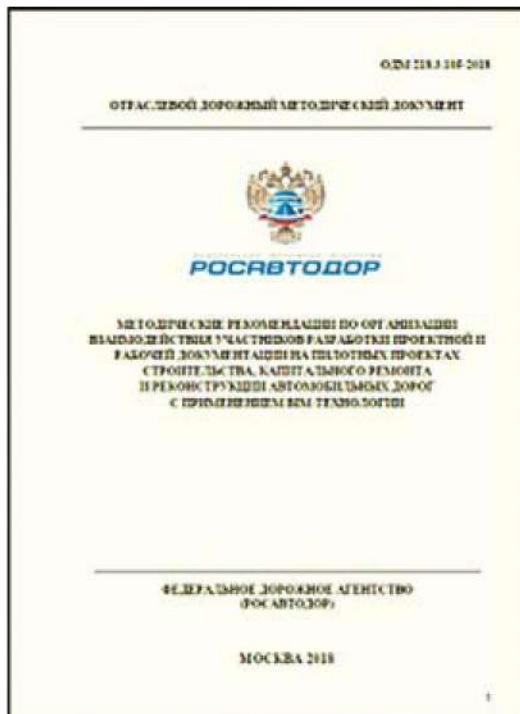 ОДМ 218.3.105-2018
ОТРАСЛЕВОЙ ДОРОЖНЫЙ МЕТОДИЧЕСКИЙ ДОКУМЕНТ
РОСАВТОДОР
МЕТОДИЧЕСКИЕ РЕКОМЕНДАЦИИ ПО ОРГАНИЗАЦИИ
ВЗАИМОДЕЙСТВИЯ УЧАСТНИКОВ РАЗРАБОТКИ ПРОЕКТНОЙ И
РАБОЧЕЙ ДОКУМЕНТАЦИИ НА ПИЛОТНЫХ ПРОЕКТАХ
СТРОИТЕЛЬСТВА, КАПИТАЛЬНОГО РЕМОНТА
И РЕКОНСТРУКЦИИ АВТОМОБИЛЬНЫХ ДОРОГ
С ПРИМЕНЕНИЕМ BIM ТЕХНОЛОГИИ
ФЕДЕРАЛЬНОЕ ДОРОЖНОЕ АГЕНТСТВО
(РОСАВТОДОР)
МОСКВА 2018